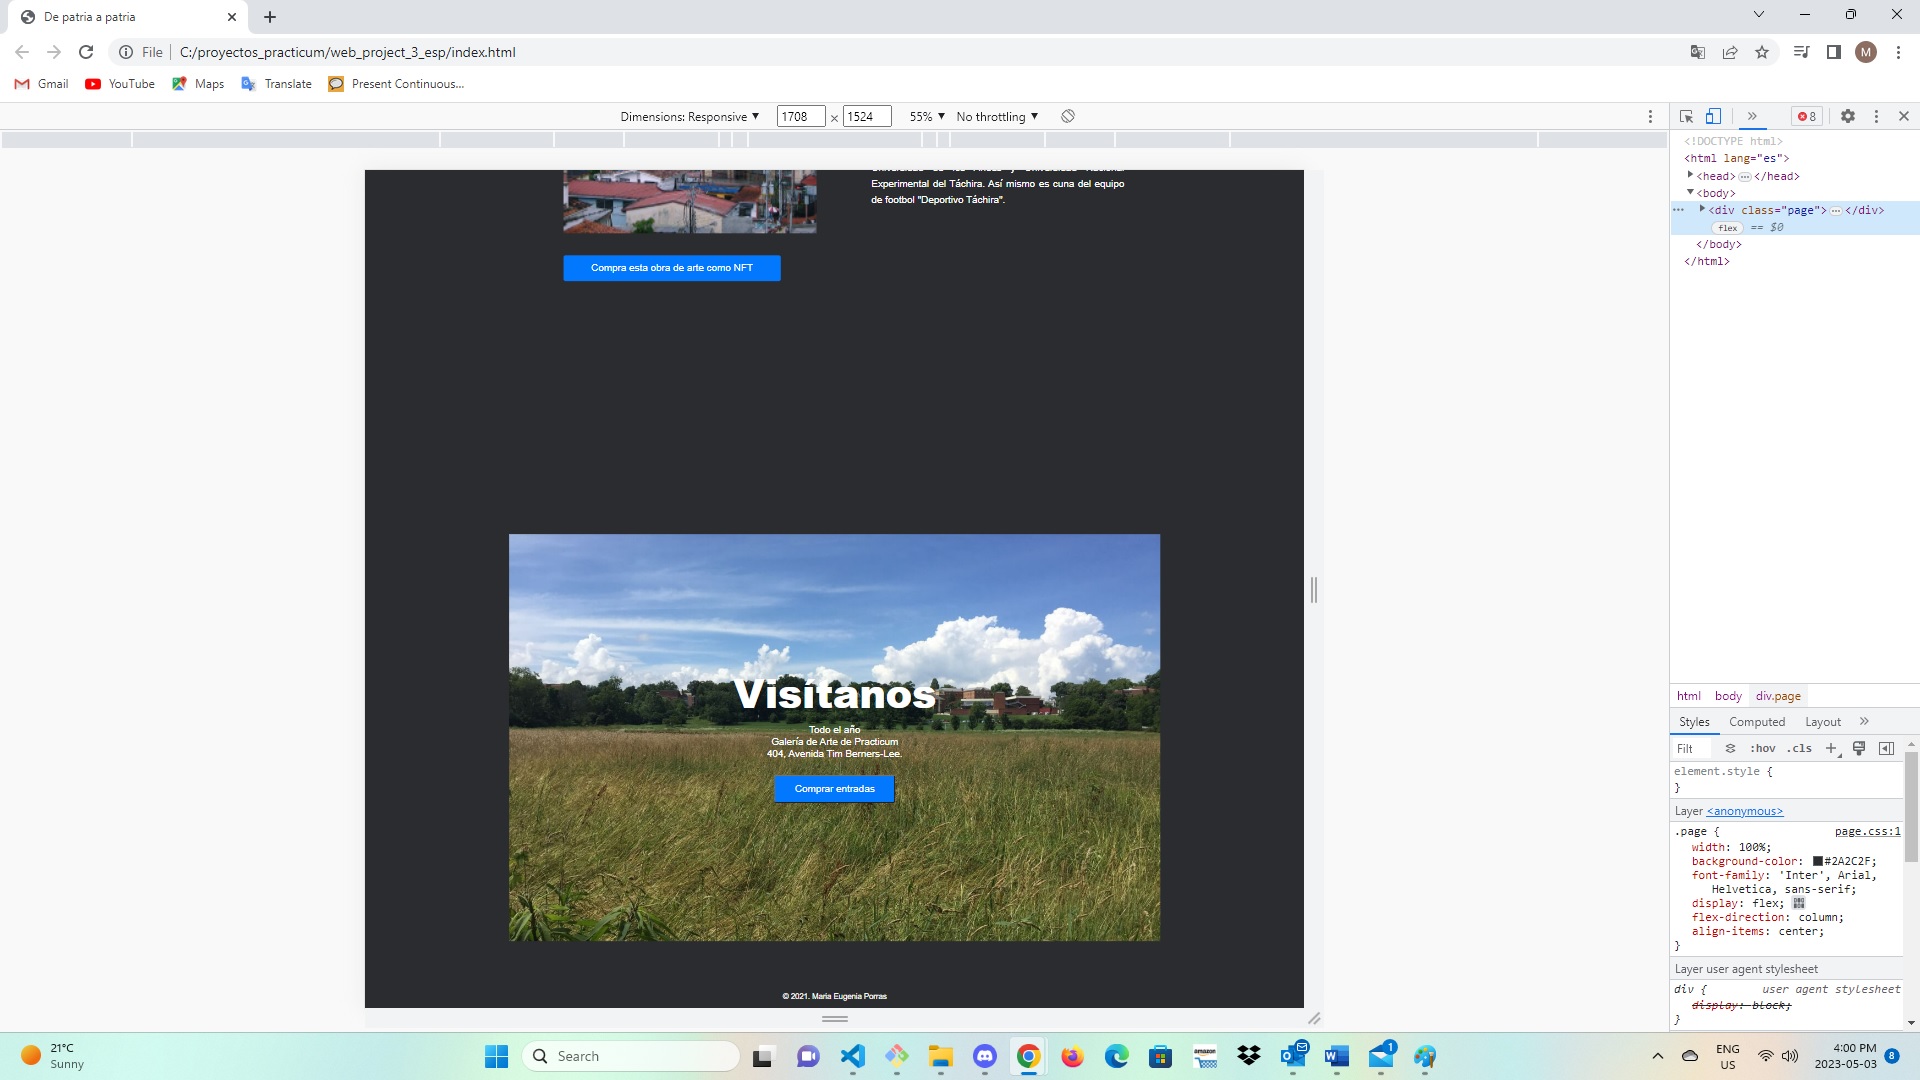 De patria a patria
File
C:/proyectos_practicum/web_project_3_esp/index.html
M
Gmail
YouTube
Maps
Translate
Present Continuous...
Dimensions: Responsive ▼ 1708 × 1524 55% ▼ No throttling ▼
8
Experimental del Táchira. Así mismo es cuna del equipo
de footbol "Deportivo Táchira".
Compra esta obra de arte como NFT
Visítanos
Todo el año
Galería de Arte de Practicum
404, Avenida Tim Berners-Lee.
Comprar entradas
© 2021. Maria Eugenia Porras
<!DOCTYPE html>
<html lang="es">
<head> ⋯ </head>
<body>
<div class="page"> ⋯ </div>
flex == $0
</body>
</html>
html body div.page
Styles Computed Layout »
Filt :hov .cls +
element.style {
}
Layer <anonymous>
.page { page.css:1
width: 100%;
background-color: #2A2C2F;
font-family: 'Inter', Arial,
Helvetica, sans-serif;
display: flex;
flex-direction: column;
align-items: center;
}
Layer user agent stylesheet
div { user agent stylesheet
display: block;
}
21°C
Sunny
Search
amazon
1
ENG
US
4:00 PM
2023-05-03
8